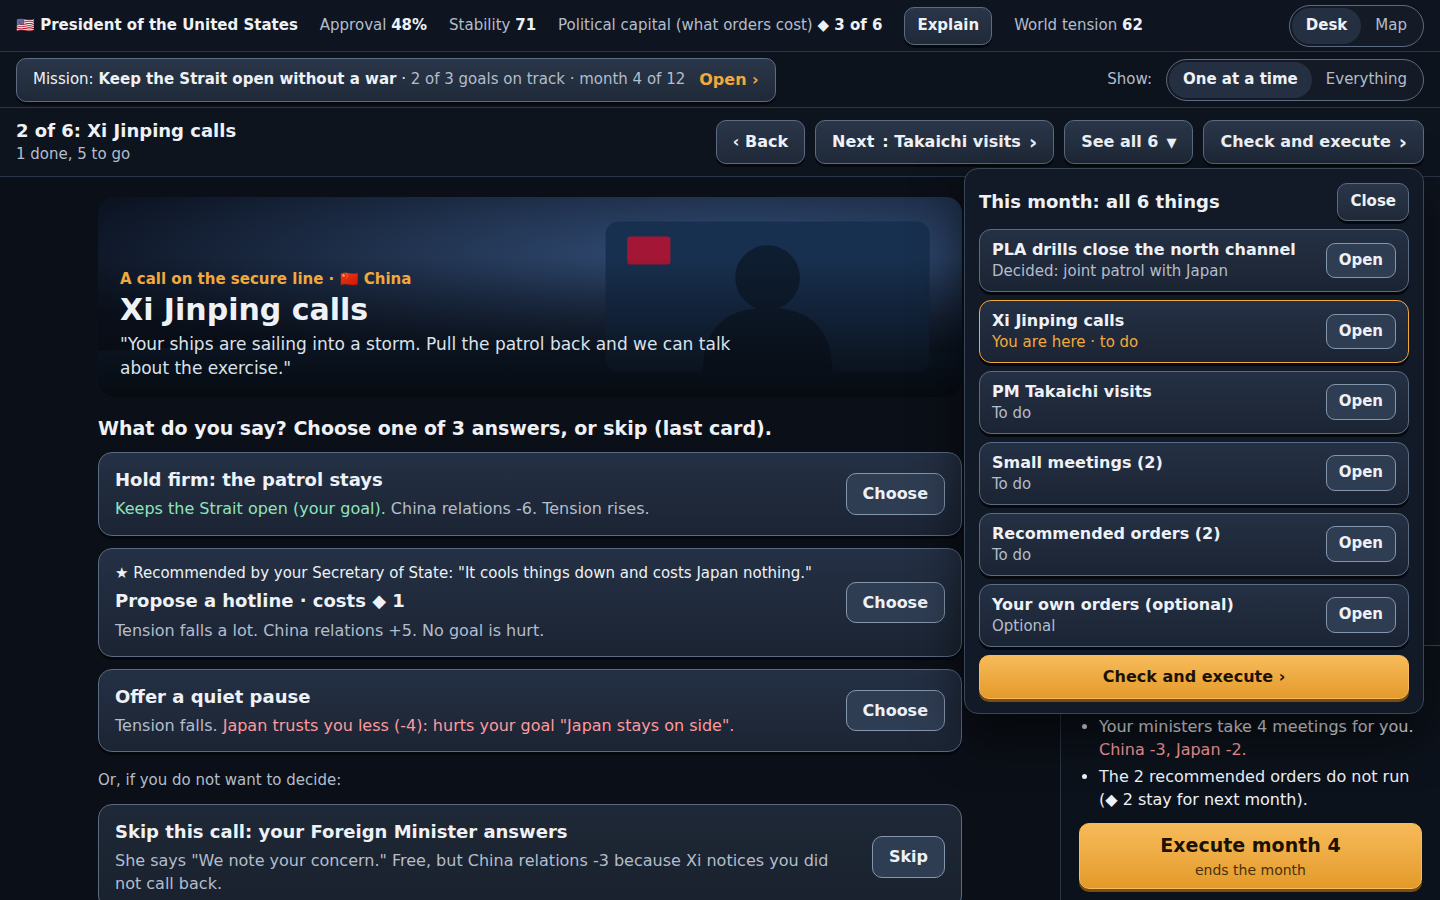 🇺🇸 President of the United States Approval 48% Stability 71 Political capital (what orders cost) ◆ 3 of 6 Explain World tension 62 Desk Map
Mission: Keep the Strait open without a war · 2 of 3 goals on track · month 4 of 12 Open › Show: One at a time Everything
2 of 6: Xi Jinping calls
1 done, 5 to go
‹ Back Next : Takaichi visits › See all 6 ▼ Check and execute ›
A call on the secure line · 🇨🇳 China
Xi Jinping calls
"Your ships are sailing into a storm. Pull the patrol back and we can talk
about the exercise."
What do you say? Choose one of 3 answers, or skip (last card).
Hold firm: the patrol stays
Keeps the Strait open (your goal). China relations -6. Tension rises.
Choose
★ Recommended by your Secretary of State: "It cools things down and costs Japan nothing."
Propose a hotline · costs ◆ 1
Tension falls a lot. China relations +5. No goal is hurt.
Choose
Offer a quiet pause
Tension falls. Japan trusts you less (-4): hurts your goal "Japan stays on side".
Choose
Or, if you do not want to decide:
Skip this call: your Foreign Minister answers
She says "We note your concern." Free, but China relations -3 because Xi notices you did
not call back.
Skip
This month: all 6 things Close
PLA drills close the north channel
Decided: joint patrol with Japan
Open
Xi Jinping calls
You are here · to do
Open
PM Takaichi visits
To do
Open
Small meetings (2)
To do
Open
Recommended orders (2)
To do
Open
Your own orders (optional)
Optional
Open
Check and execute ›
• Your ministers take 4 meetings for you.
China -3, Japan -2.
• The 2 recommended orders do not run
(◆ 2 stay for next month).
Execute month 4
ends the month